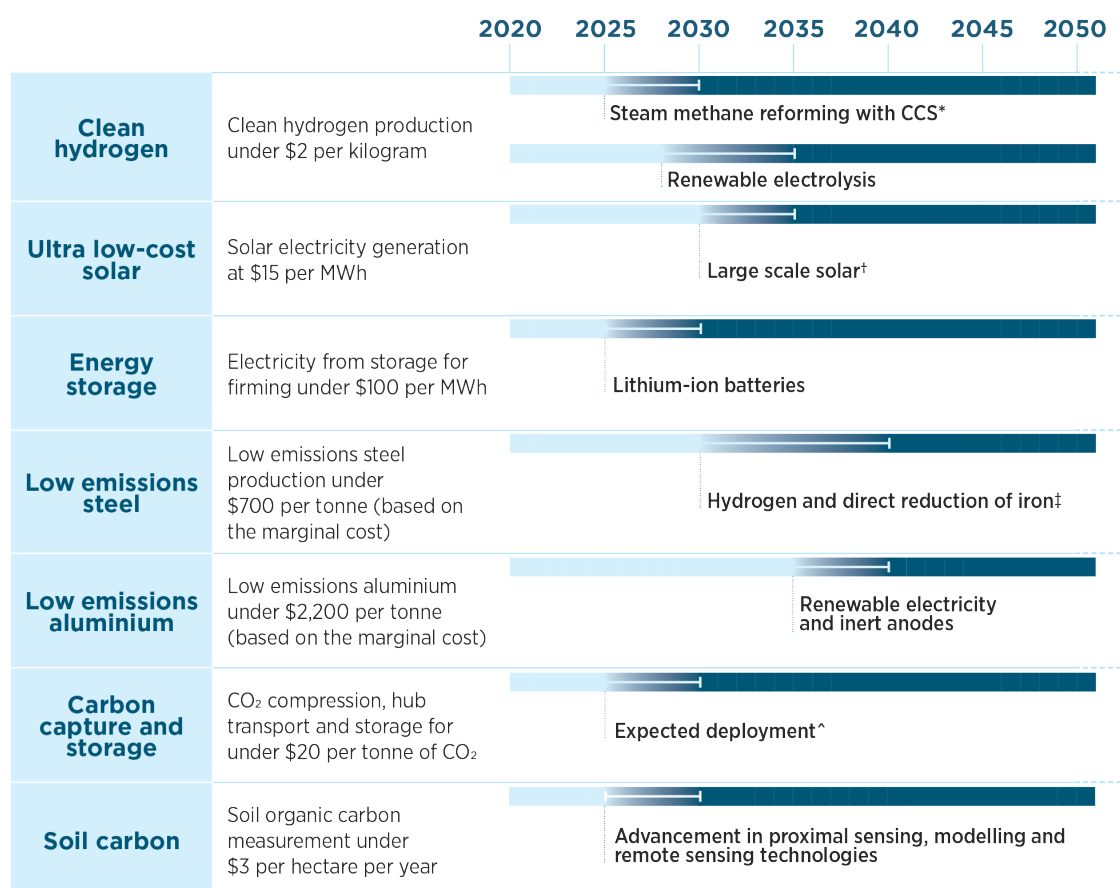 2020 2025 2030 2035 2040 2045 2050
Clean
hydrogen
Clean hydrogen production
under $2 per kilogram
Steam methane reforming with CCS*
Renewable electrolysis
Ultra low-cost
solar
Solar electricity generation
at $15 per MWh
Large scale solar†
Energy
storage
Electricity from storage for
firming under $100 per MWh
Lithium-ion batteries
Low emissions
steel
Low emissions steel
production under
$700 per tonne (based on
the marginal cost)
Hydrogen and direct reduction of iron‡
Low emissions
aluminium
Low emissions aluminium
under $2,200 per tonne
(based on the marginal cost)
Renewable electricity
and inert anodes
Carbon
capture and
storage
CO₂ compression, hub
transport and storage for
under $20 per tonne of CO₂
Expected deployment^
Soil carbon
Soil organic carbon
measurement under
$3 per hectare per year
Advancement in proximal sensing, modelling and
remote sensing technologies